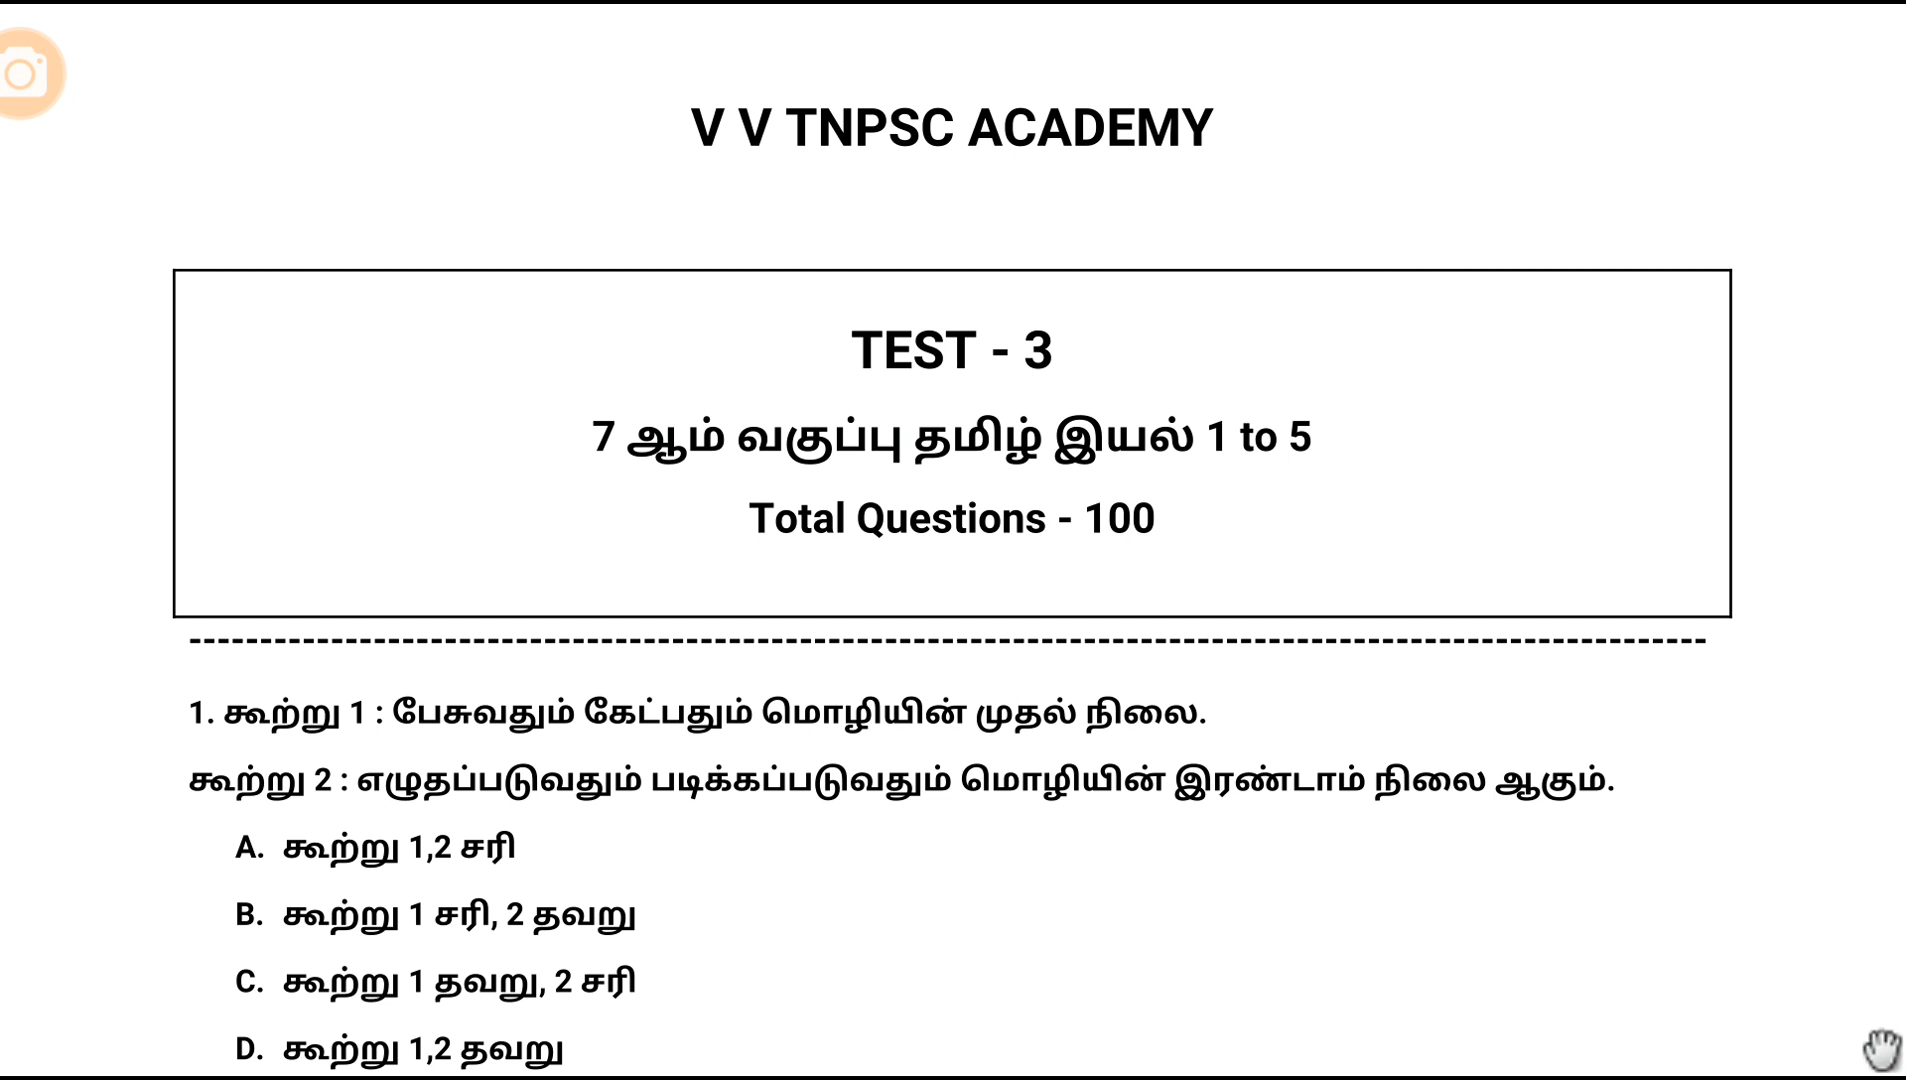 V V TNPSC ACADEMY
TEST - 3
7 ஆம் வகுப்பு தமிழ் இயல் 1 to 5
Total Questions - 100
1. கூற்று 1 : பேசுவதும் கேட்பதும் மொழியின் முதல் நிலை.
கூற்று 2 : எழுதப்படுவதும் படிக்கப்படுவதும் மொழியின் இரண்டாம் நிலை ஆகும்.
A. கூற்று 1,2 சரி
B. கூற்று 1 சரி, 2 தவறு
C. கூற்று 1 தவறு, 2 சரி
D. கூற்று 1,2 தவறு